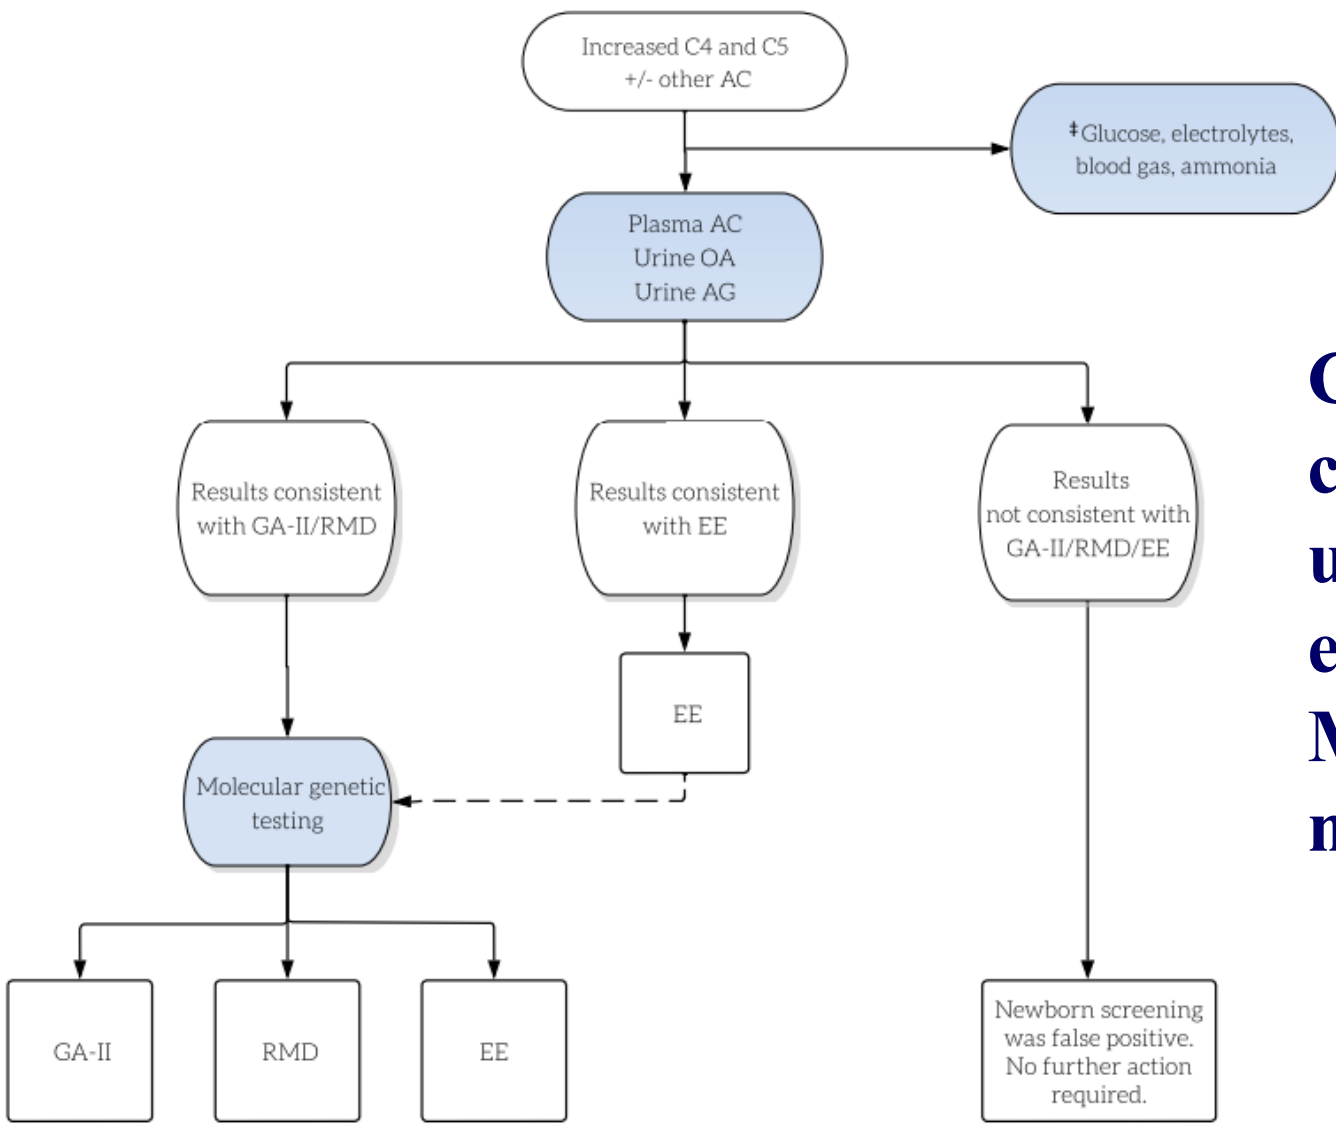 Increased C4 and C5
+/- other AC
‡Glucose, electrolytes,
blood gas, ammonia
Plasma AC
Urine OA
Urine AG
Results consistent
with GA-II/RMD
Results consistent
with EE
Results
not consistent with
GA-II/RMD/EE
EE
Molecular genetic
testing
GA-II
RMD
EE
Newborn screening
was false positive.
No further action
required.